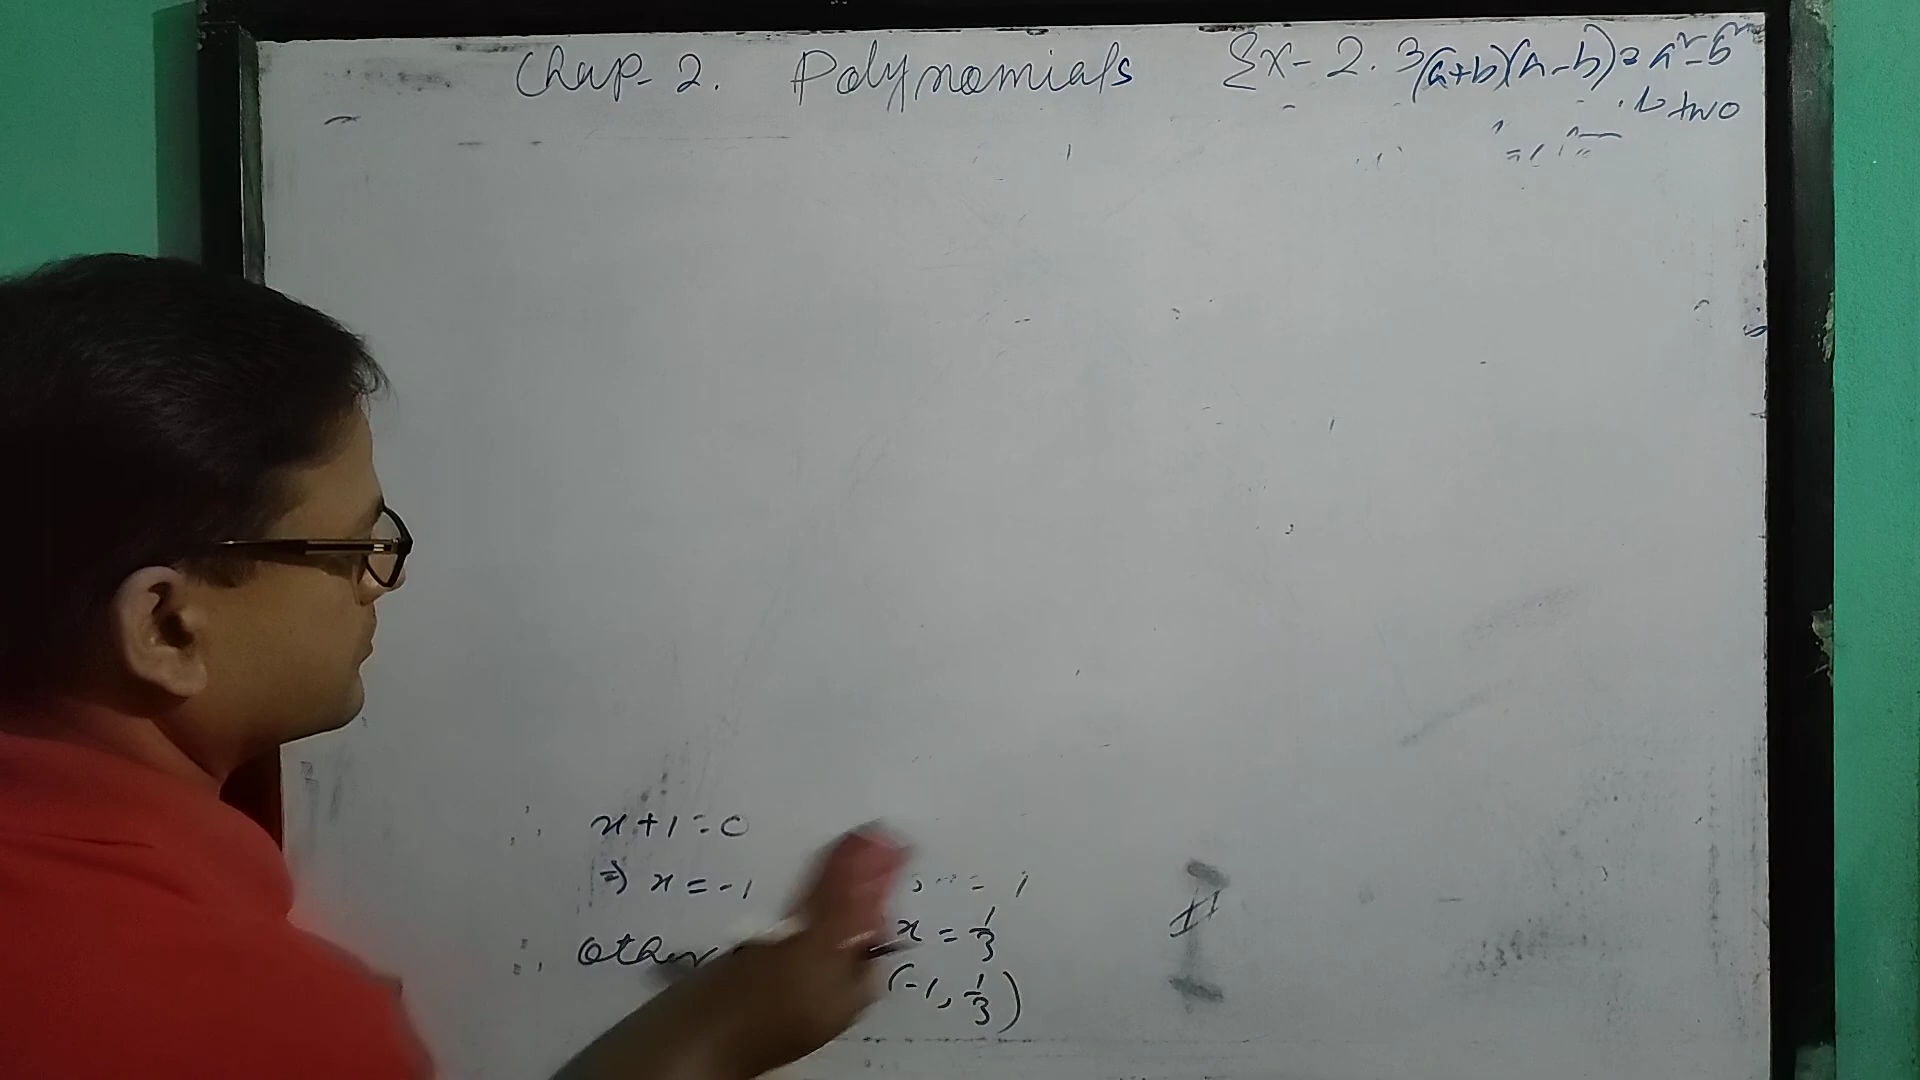 Chap-2. Polynomials Ex-2.3 (a+b)(a-b)=a²-b²
two
∴ x+1=0
⇒ x=-1
x=1/3
∴ other
(-1, 1/3)